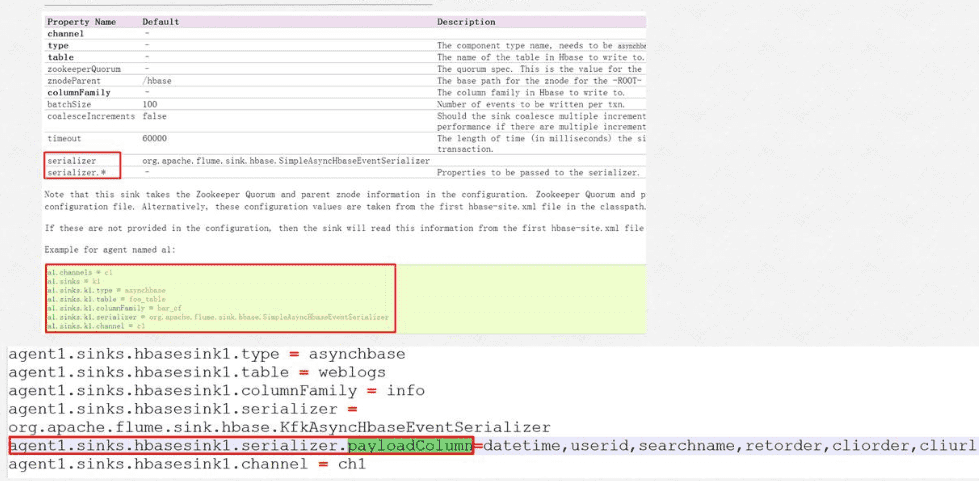 Property Name Default Description
channel -
type - The component type name, needs to be asynchba
table - The name of the table in Hbase to write to.
zookeeperQuorum - The quorum spec. This is the value for the
znodeParent /hbase The base path for the znode for the -ROOT-
columnFamily - The column family in Hbase to write to.
batchSize 100 Number of events to be written per txn.
coalesceIncrements false Should the sink coalesce multiple increment
performance if there are multiple increment
timeout 60000 The length of time (in milliseconds) the si
transaction.
serializer org.apache.flume.sink.hbase.SimpleAsyncHbaseEventSerializer
serializer.* - Properties to be passed to the serializer.
Note that this sink takes the Zookeeper Quorum and parent znode information in the configuration. Zookeeper Quorum and p
configuration file. Alternatively, these configuration values are taken from the first hbase-site.xml file in the classpath.
If these are not provided in the configuration, then the sink will read this information from the first hbase-site.xml file
Example for agent named a1:
a1.channels = c1
a1.sinks = k1
a1.sinks.k1.type = asynchbase
a1.sinks.k1.table = foo_table
a1.sinks.k1.columnFamily = bar_cf
a1.sinks.k1.serializer = org.apache.flume.sink.hbase.SimpleAsyncHbaseEventSerializer
a1.sinks.k1.channel = c1
agent1.sinks.hbasesink1.type = asynchbase
agent1.sinks.hbasesink1.table = weblogs
agent1.sinks.hbasesink1.columnFamily = info
agent1.sinks.hbasesink1.serializer =
org.apache.flume.sink.hbase.KfkAsyncHbaseEventSerializer
agent1.sinks.hbasesink1.serializer.payloadColumn=datetime,userid,searchname,retorder,cliorder,cliurl
agent1.sinks.hbasesink1.channel = ch1